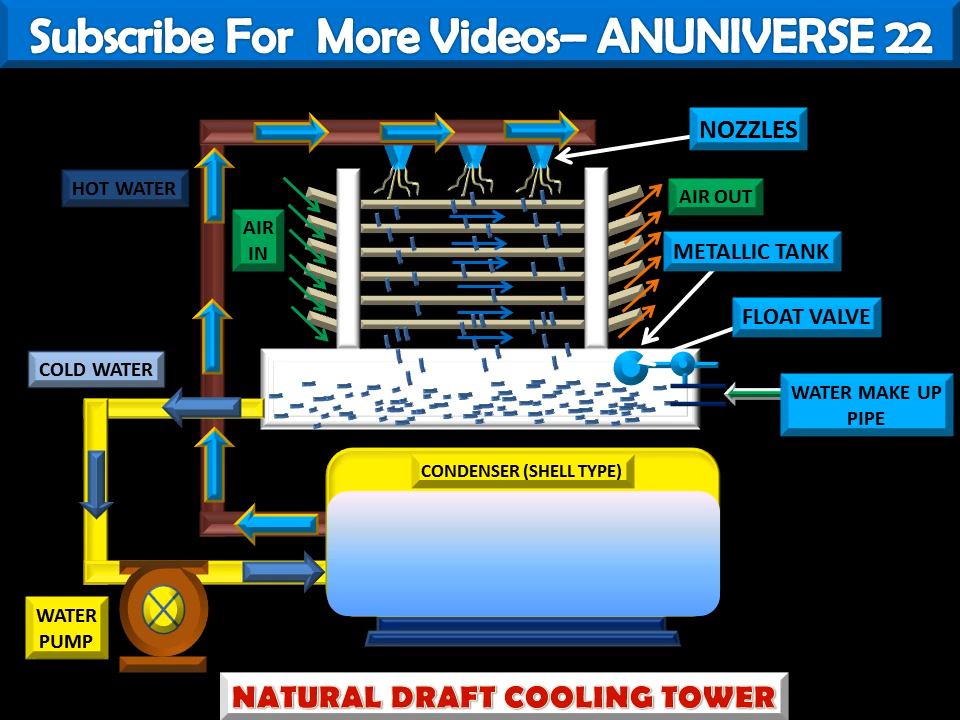 Subscribe For More Videos– ANUNIVERSE 22
NOZZLES
HOT WATER
AIR OUT
AIR
IN
METALLIC TANK
FLOAT VALVE
COLD WATER
WATER MAKE UP
PIPE
CONDENSER (SHELL TYPE)
WATER
PUMP
NATURAL DRAFT COOLING TOWER